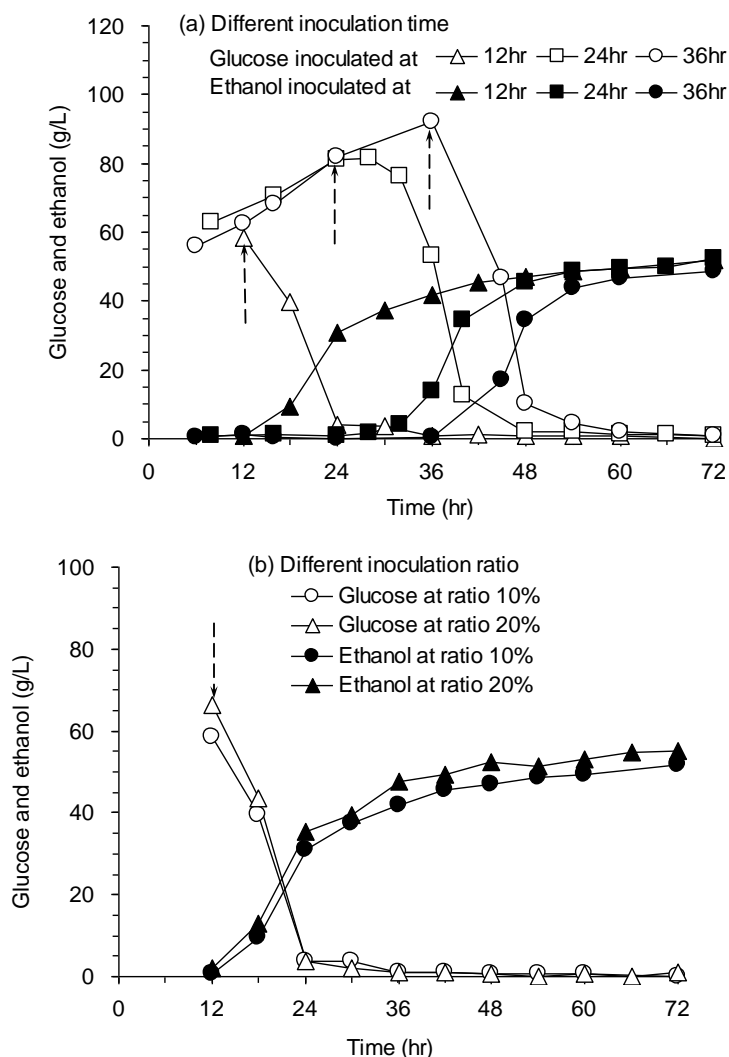 (a) Different inoculation time
Glucose inoculated at 12hr 24hr 36hr
Ethanol inoculated at 12hr 24hr 36hr
120
100
80
60
40
20
0
Glucose and ethanol (g/L)
0 12 24 36 48 60 72
Time (hr)
(b) Different inoculation ratio
Glucose at ratio 10%
Glucose at ratio 20%
Ethanol at ratio 10%
Ethanol at ratio 20%
100
80
60
40
20
0
Glucose and ethanol (g/L)
0 12 24 36 48 60 72
Time (hr)